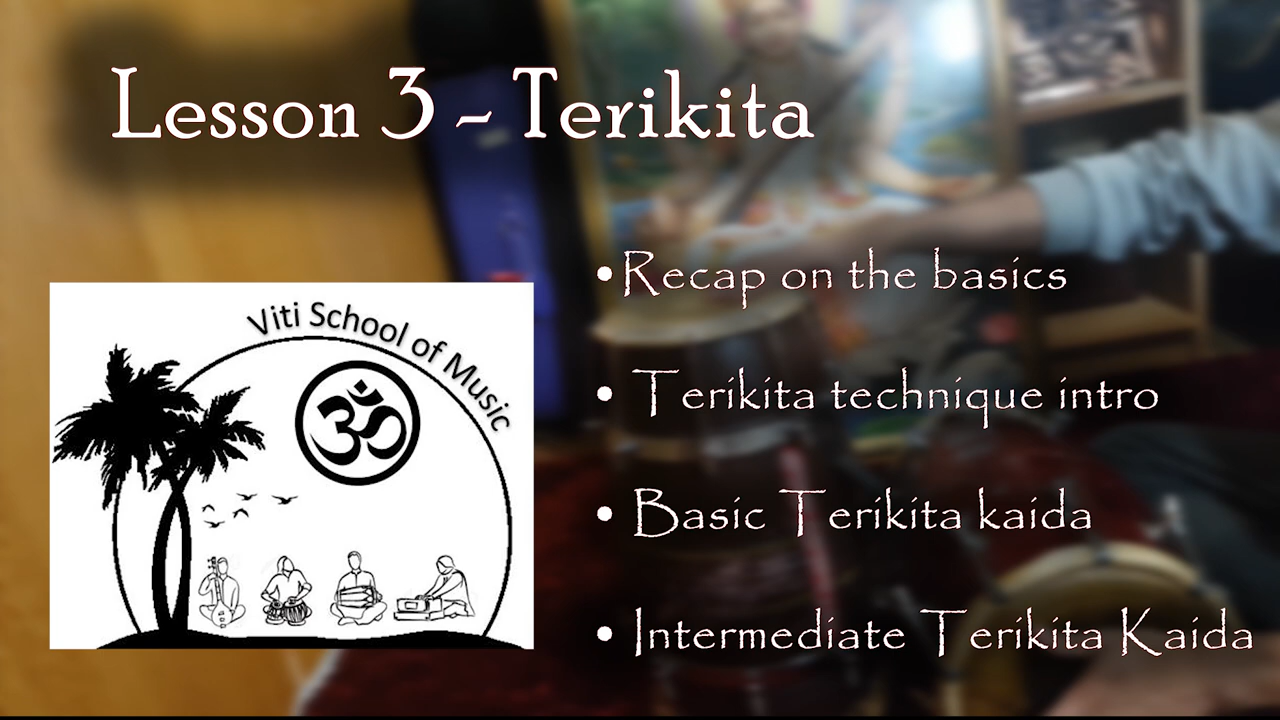 Lesson 3 - Terikita
Viti School of Music
ॐ
• Recap on the basics
• Terikita technique intro
• Basic Terikita kaida
• Intermediate Terikita Kaida